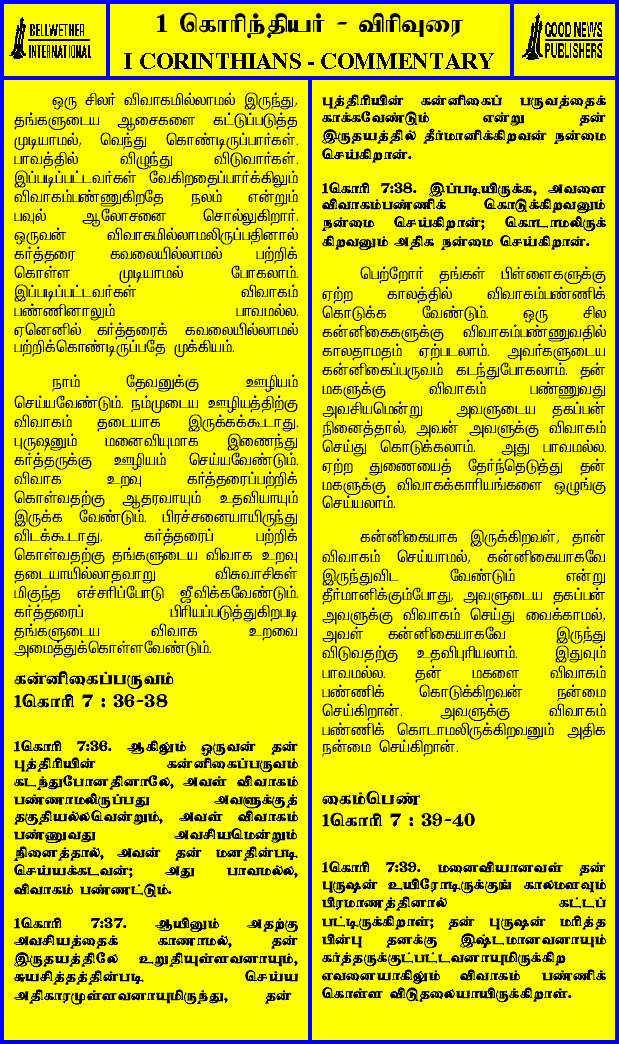 BELLWETHER
INTERNATIONAL
1 கொரிந்தியர் - விரிவுரை
I CORINTHIANS - COMMENTARY
GOOD NEWS
PUBLISHERS
ஒரு சிலர் விவாகமில்லாமல் இருந்து,
தங்களுடைய ஆசைகளை கட்டுப்படுத்த
முடியாமல், வெந்து கொண்டிருப்பார்கள்.
பாவத்தில் விழுந்து விடுவார்கள்.
இப்படிப்பட்டவர்கள் வேகிறதைப்பார்க்கிலும்
விவாகம்பண்ணுகிறதே நலம் என்றும்
பவுல் ஆலோசனை சொல்லுகிறார்.
ஒருவன் விவாகமில்லாமலிருப்பதினால்
கர்த்தரை கவலையில்லாமல் பற்றிக்
கொள்ள முடியாமல் போகலாம்.
இப்படிப்பட்டவர்கள் விவாகம்
பண்ணினாலும் பாவமல்ல.
ஏனெனில் கர்த்தரைக் கவலையில்லாமல்
பற்றிக்கொண்டிருப்பதே முக்கியம்.
நாம் தேவனுக்கு ஊழியம்
செய்யவேண்டும். நம்முடைய ஊழியத்திற்கு
விவாகம் தடையாக இருக்கக்கூடாது.
புருஷனும் மனைவியுமாக இணைந்து
கர்த்தருக்கு ஊழியம் செய்யவேண்டும்.
விவாக உறவு கர்த்தரைப்பற்றிக்
கொள்வதற்கு ஆதரவாயும் உதவியாயும்
இருக்க வேண்டும். பிரச்சனையாயிருந்து
விடக்கூடாது. கர்த்தரைப் பற்றிக்
கொள்வதற்கு தங்களுடைய விவாக உறவு
தடையாயில்லாதவாறு விசுவாசிகள்
மிகுந்த எச்சரிப்போடு ஜீவிக்கவேண்டும்.
கர்த்தரைப் பிரியப்படுத்துகிறபடி
தங்களுடைய விவாக உறவை
அமைத்துக்கொள்ளவேண்டும்.
கன்னிகைப்பருவம்
1கொரி 7 : 36-38
1கொரி 7:36. ஆகிலும் ஒருவன் தன்
புத்திரியின் கன்னிகைப்பருவம்
கடந்துபோனதினாலே, அவள் விவாகம்
பண்ணாமலிருப்பது அவளுக்குத்
தகுதியல்லவென்றும், அவள் விவாகம்
பண்ணுவது அவசியமென்றும்
நினைத்தால், அவன் தன் மனதின்படி
செய்யக்கடவன்; அது பாவமல்ல,
விவாகம் பண்ணட்டும்.
1கொரி 7:37. ஆயினும் அதற்கு
அவசியத்தைக் காணாமல், தன்
இருதயத்திலே உறுதியுள்ளவனாயும்,
சுயசித்தத்தின்படி செய்ய
அதிகாரமுள்ளவனாயுமிருந்து, தன்
புத்திரியின் கன்னிகைப் பருவத்தைக்
காக்கவேண்டும் என்று தன்
இருதயத்தில் தீர்மானிக்கிறவன் நன்மை
செய்கிறான்.
1கொரி 7:38. இப்படியிருக்க, அவளை
விவாகம்பண்ணிக் கொடுக்கிறவனும்
நன்மை செய்கிறான்; கொடாமலிருக்
கிறவனும் அதிக நன்மை செய்கிறான்.
பெற்றோர் தங்கள் பிள்ளைகளுக்கு
ஏற்ற காலத்தில் விவாகம்பண்ணிக்
கொடுக்க வேண்டும். ஒரு சில
கன்னிகைகளுக்கு விவாகம்பண்ணுவதில்
காலதாமதம் ஏற்படலாம். அவர்களுடைய
கன்னிகைப்பருவம் கடந்துபோகலாம். தன்
மகளுக்கு விவாகம் பண்ணுவது
அவசியமென்று அவளுடைய தகப்பன்
நினைத்தால், அவன் அவளுக்கு விவாகம்
செய்து கொடுக்கலாம். அது பாவமல்ல.
ஏற்ற துணையைத் தேர்ந்தெடுத்து தன்
மகளுக்கு விவாகக்காரியங்களை ஒழுங்கு
செய்யலாம்.
கன்னிகையாக இருக்கிறவள், தான்
விவாகம் செய்யாமல், கன்னிகையாகவே
இருந்துவிட வேண்டும் என்று
தீர்மானிக்கும்போது, அவளுடைய தகப்பன்
அவளுக்கு விவாகம் செய்து வைக்காமல்,
அவள் கன்னிகையாகவே இருந்து
விடுவதற்கு உதவிபுரியலாம். இதுவும்
பாவமல்ல. தன் மகளை விவாகம்
பண்ணிக் கொடுக்கிறவன் நன்மை
செய்கிறான். அவளுக்கு விவாகம்
பண்ணிக் கொடாமலிருக்கிறவனும் அதிக
நன்மை செய்கிறான்.
கைம்பெண்
1கொரி 7 : 39-40
1கொரி 7:39. மனைவியானவள் தன்
புருஷன் உயிரோடிருக்குங் காலமளவும்
பிரமாணத்தினால் கட்டப்
பட்டிருக்கிறாள்; தன் புருஷன் மரித்த
பின்பு தனக்கு இஷ்டமானவனாயும்
கர்த்தருக்குட்பட்டவனாயுமிருக்கிற
எவனையாகிலும் விவாகம் பண்ணிக்
கொள்ள விடுதலையாயிருக்கிறாள்.